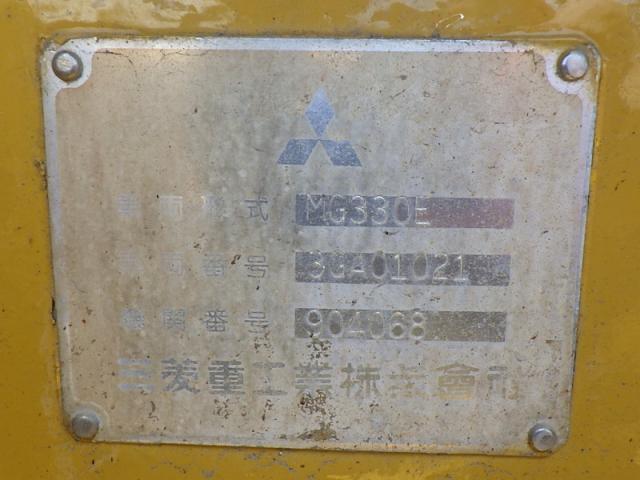 車両形式 MG330E
車両番号 3GA01021
機関番号 904068
三菱重工業株式會社